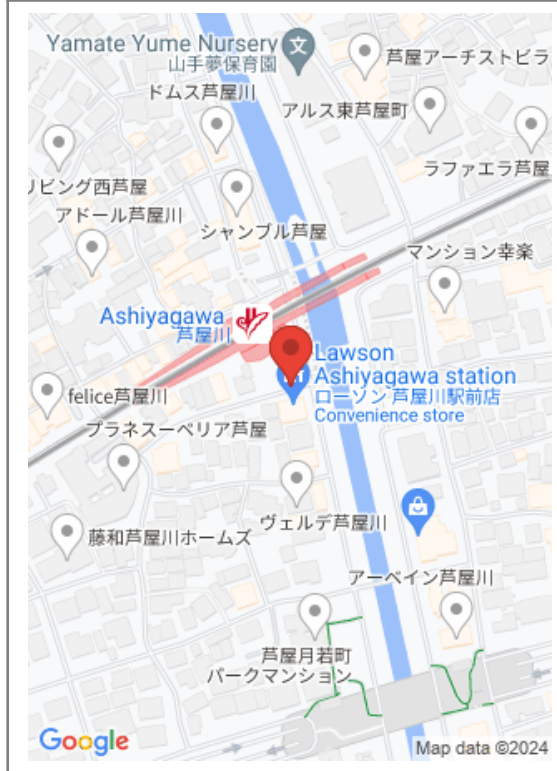 Yamate Yume Nursery
山手夢保育園
芦屋アーチストビラ
ドムス芦屋川
アルス東芦屋町
リビング西芦屋
ラファエラ芦屋
アドール芦屋川
シャンブル芦屋
マンション幸楽
Ashiyagawa
芦屋川
Lawson
Ashiyagawa station
ローソン 芦屋川駅前店
Convenience store
felice芦屋川
プラネスーペリア芦屋
ヴェルデ芦屋川
藤和芦屋川ホームズ
アーベイン芦屋川
芦屋月若町
パークマンション
Google
Map data ©2024